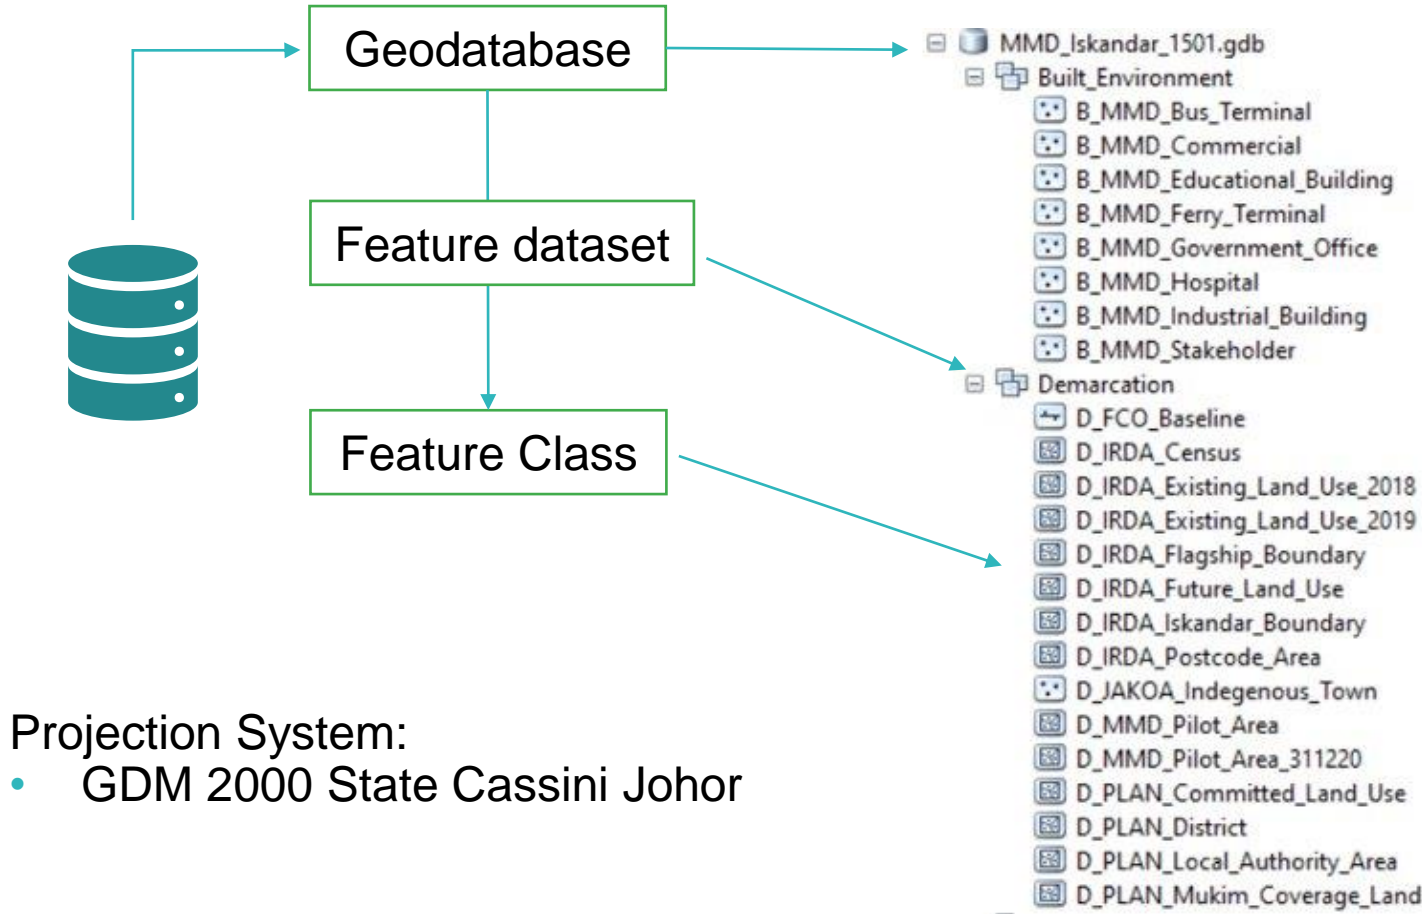 Geodatabase
Feature dataset
Feature Class
Projection System:
• GDM 2000 State Cassini Johor
MMD_Iskandar_1501.gdb
Built_Environment
B_MMD_Bus_Terminal
B_MMD_Commercial
B_MMD_Educational_Building
B_MMD_Ferry_Terminal
B_MMD_Government_Office
B_MMD_Hospital
B_MMD_Industrial_Building
B_MMD_Stakeholder
Demarcation
D_FCO_Baseline
D_IRDA_Census
D_IRDA_Existing_Land_Use_2018
D_IRDA_Existing_Land_Use_2019
D_IRDA_Flagship_Boundary
D_IRDA_Future_Land_Use
D_IRDA_Iskandar_Boundary
D_IRDA_Postcode_Area
D_JAKOA_Indegenous_Town
D_MMD_Pilot_Area
D_MMD_Pilot_Area_311220
D_PLAN_Committed_Land_Use
D_PLAN_District
D_PLAN_Local_Authority_Area
D_PLAN_Mukim_Coverage_Land